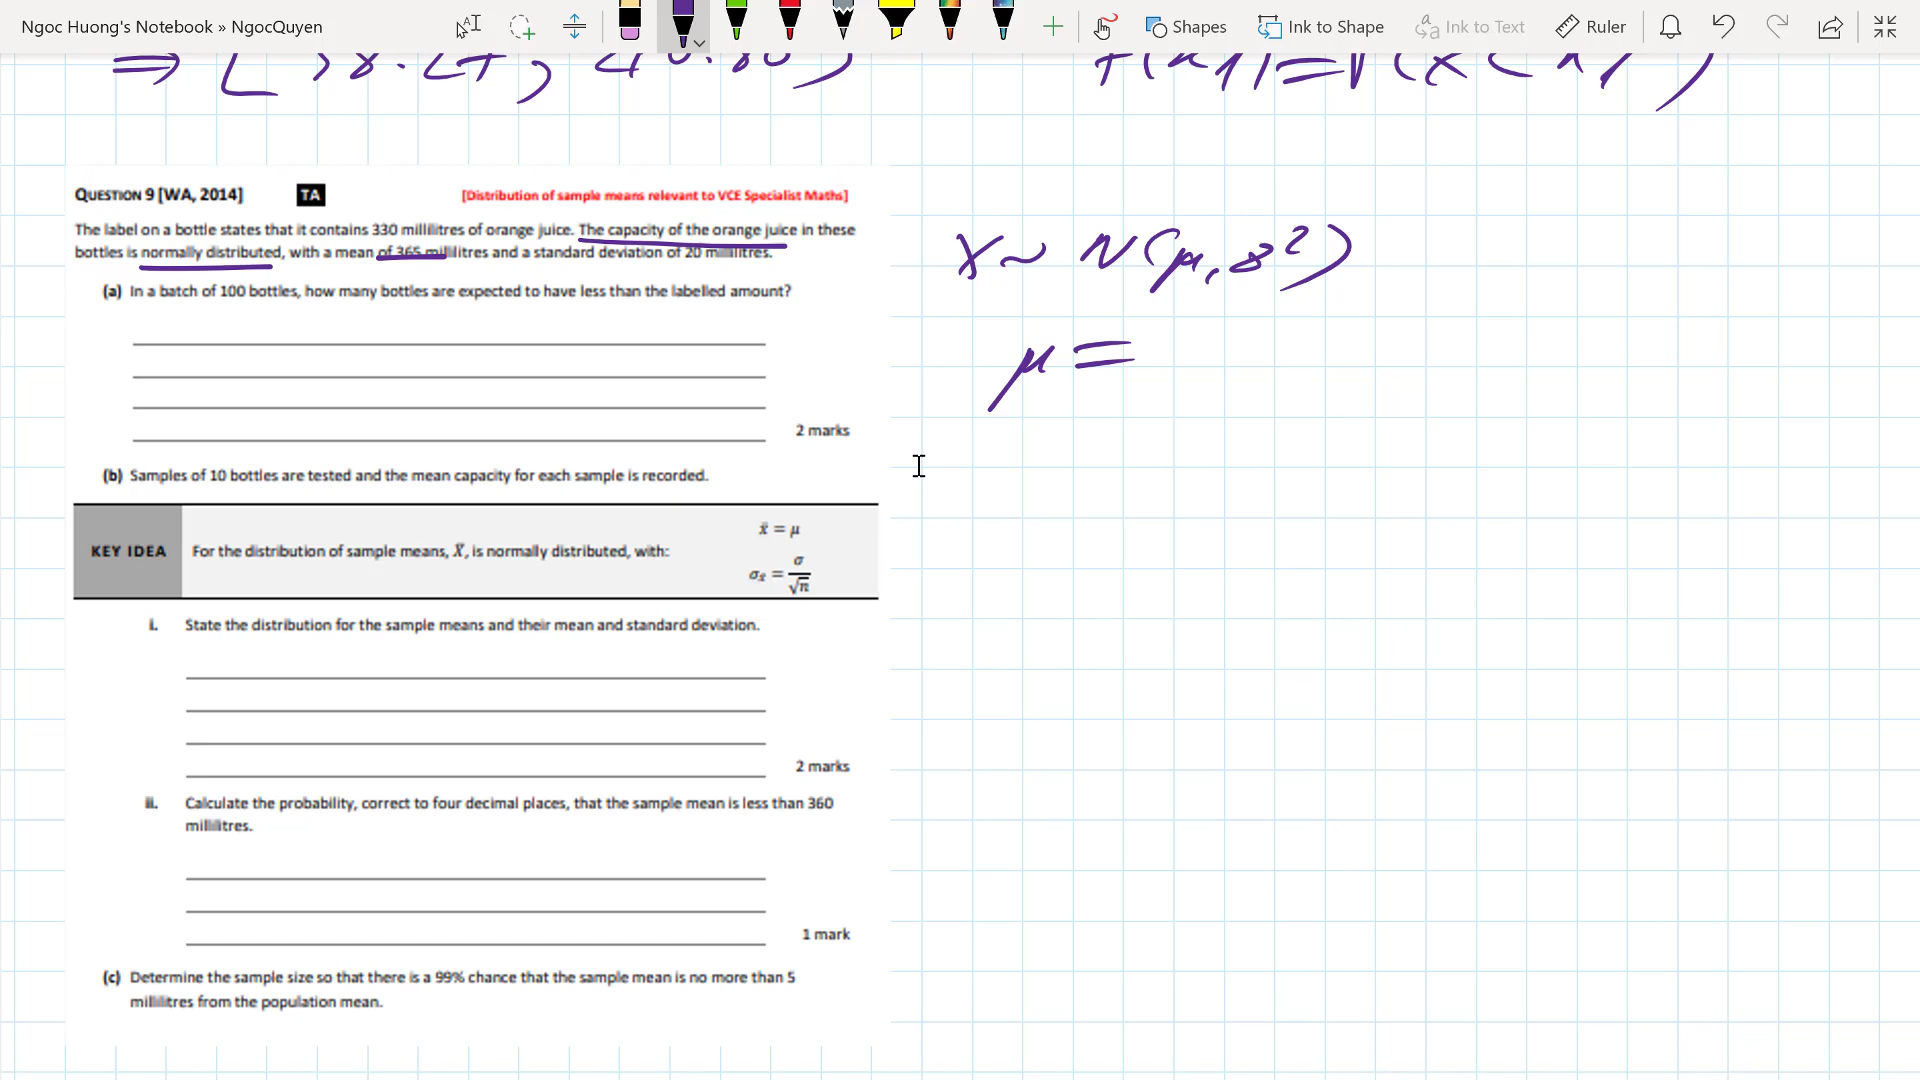 Ngoc Huong's Notebook » NgocQuyen
Shapes
Ink to Shape
Ink to Text
Ruler
QUESTION 9 [WA, 2014] TA [Distribution of sample means relevant to VCE Specialist Maths]
The label on a bottle states that it contains 330 millilitres of orange juice. The capacity of the orange juice in these
bottles is normally distributed, with a mean of 365 millilitres and a standard deviation of 20 millilitres.
(a) In a batch of 100 bottles, how many bottles are expected to have less than the labelled amount?
2 marks
(b) Samples of 10 bottles are tested and the mean capacity for each sample is recorded.
KEY IDEA
For the distribution of sample means, X̄, is normally distributed, with:
x̄ = μ
σx̄ = σ/√n
i. State the distribution for the sample means and their mean and standard deviation.
2 marks
ii. Calculate the probability, correct to four decimal places, that the sample mean is less than 360
millilitres.
1 mark
(c) Determine the sample size so that there is a 99% chance that the sample mean is no more than 5
millilitres from the population mean.
X ~ N(μ, σ²)
μ =